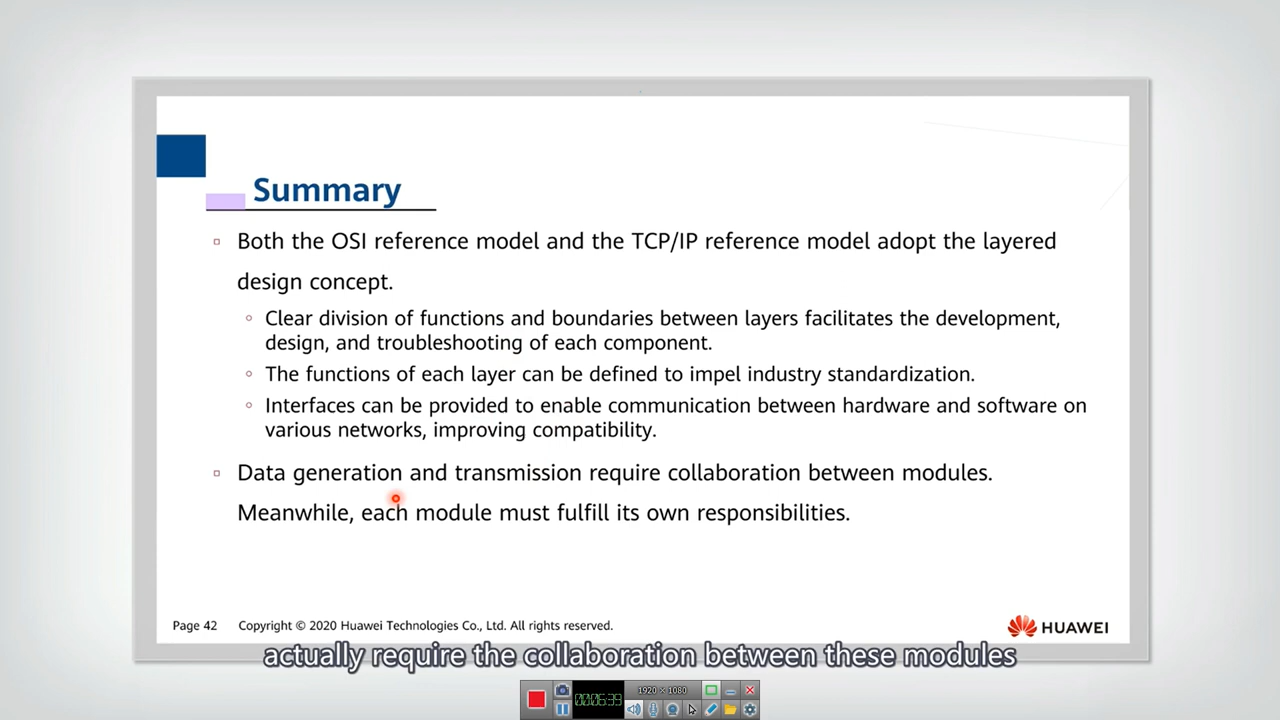 Summary
Both the OSI reference model and the TCP/IP reference model adopt the layered
design concept.
Clear division of functions and boundaries between layers facilitates the development,
design, and troubleshooting of each component.
The functions of each layer can be defined to impel industry standardization.
Interfaces can be provided to enable communication between hardware and software on
various networks, improving compatibility.
Data generation and transmission require collaboration between modules.
Meanwhile, each module must fulfill its own responsibilities.
Page 42 Copyright © 2020 Huawei Technologies Co., Ltd. All rights reserved.
HUAWEI
actually require the collaboration between these modules
1920 × 1080
00:06:39